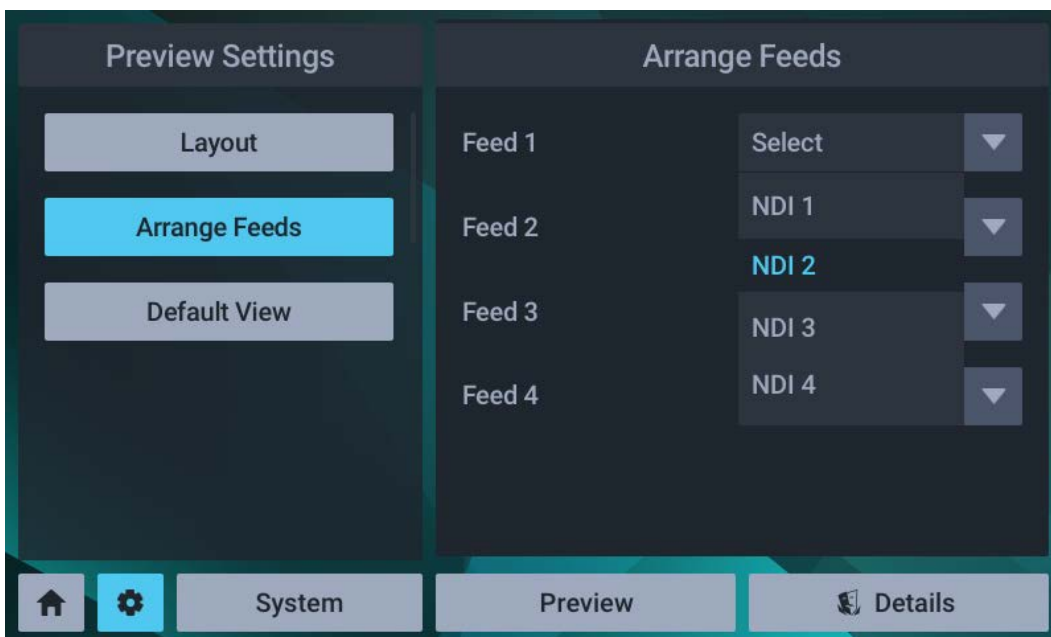 Preview Settings
Layout
Arrange Feeds
Default View
Arrange Feeds
Feed 1
Select
NDI 1
Feed 2
NDI 2
Feed 3
NDI 3
Feed 4
NDI 4
System
Preview
Details